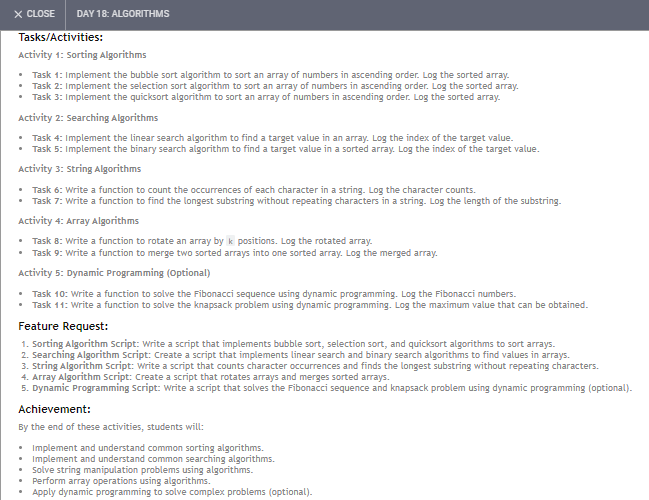 × CLOSE DAY 18: ALGORITHMS
Tasks/Activities:
Activity 1: Sorting Algorithms
• Task 1: Implement the bubble sort algorithm to sort an array of numbers in ascending order. Log the sorted array.
• Task 2: Implement the selection sort algorithm to sort an array of numbers in ascending order. Log the sorted array.
• Task 3: Implement the quicksort algorithm to sort an array of numbers in ascending order. Log the sorted array.
Activity 2: Searching Algorithms
• Task 4: Implement the linear search algorithm to find a target value in an array. Log the index of the target value.
• Task 5: Implement the binary search algorithm to find a target value in a sorted array. Log the index of the target value.
Activity 3: String Algorithms
• Task 6: Write a function to count the occurrences of each character in a string. Log the character counts.
• Task 7: Write a function to find the longest substring without repeating characters in a string. Log the length of the substring.
Activity 4: Array Algorithms
• Task 8: Write a function to rotate an array by k positions. Log the rotated array.
• Task 9: Write a function to merge two sorted arrays into one sorted array. Log the merged array.
Activity 5: Dynamic Programming (Optional)
• Task 10: Write a function to solve the Fibonacci sequence using dynamic programming. Log the Fibonacci numbers.
• Task 11: Write a function to solve the knapsack problem using dynamic programming. Log the maximum value that can be obtained.
Feature Request:
1. Sorting Algorithm Script: Write a script that implements bubble sort, selection sort, and quicksort algorithms to sort arrays.
2. Searching Algorithm Script: Create a script that implements linear search and binary search algorithms to find values in arrays.
3. String Algorithm Script: Write a script that counts character occurrences and finds the longest substring without repeating characters.
4. Array Algorithm Script: Create a script that rotates arrays and merges sorted arrays.
5. Dynamic Programming Script: Write a script that solves the Fibonacci sequence and knapsack problem using dynamic programming (optional).
Achievement:
By the end of these activities, students will:
• Implement and understand common sorting algorithms.
• Implement and understand common searching algorithms.
• Solve string manipulation problems using algorithms.
• Perform array operations using algorithms.
• Apply dynamic programming to solve complex problems (optional).